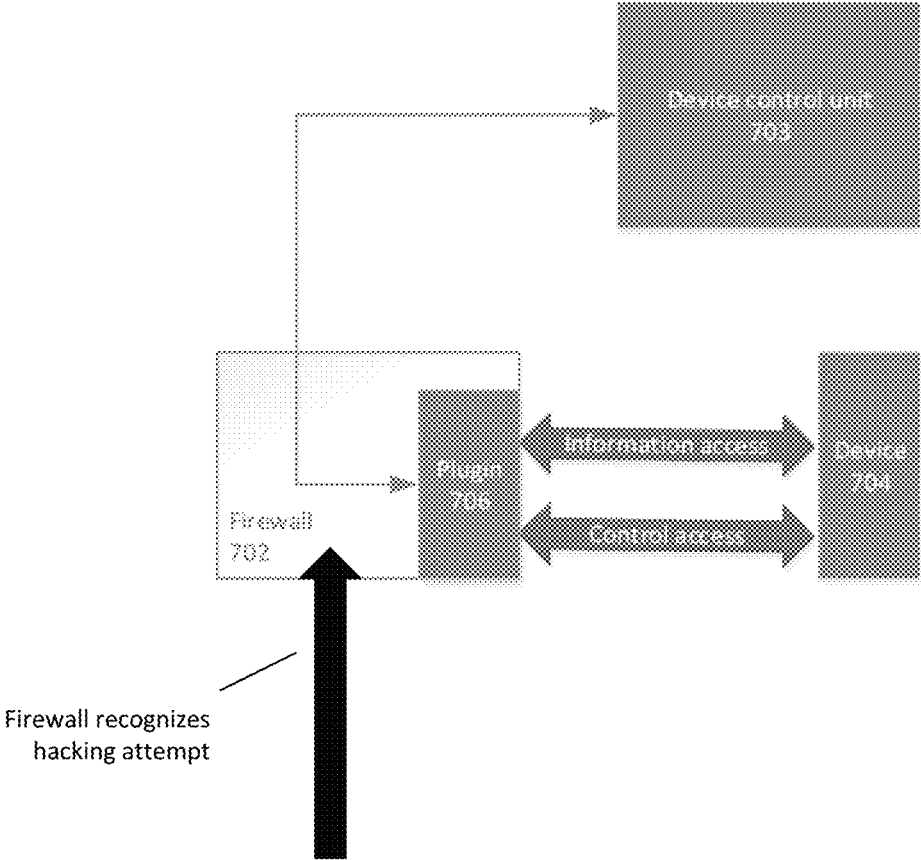 Device control unit
703
Information access
Device
704
Plugin
706
Control access
Firewall
702
Firewall recognizes
hacking attempt